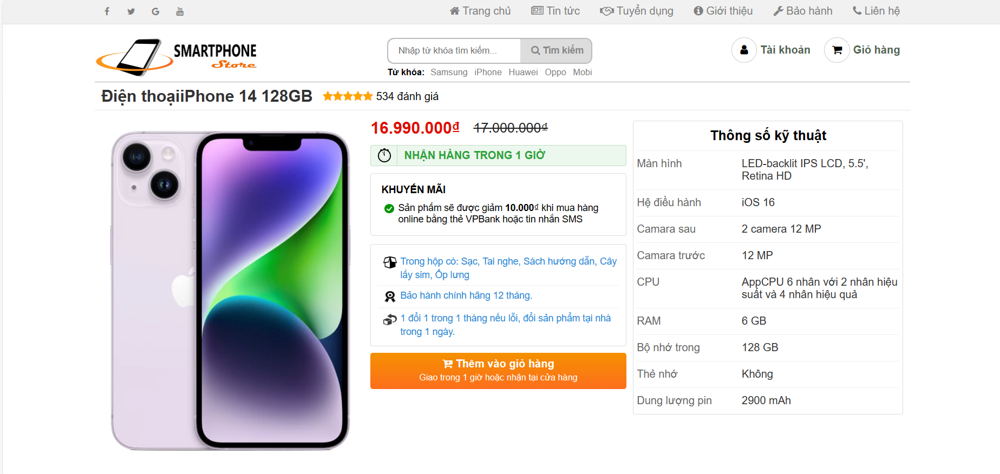 Trang chủ Tin tức Tuyển dụng Giới thiệu Bảo hành Liên hệ
SMARTPHONE
Store
Nhập từ khóa tìm kiếm... Tìm kiếm
Tài khoản Giỏ hàng
Từ khóa: Samsung iPhone Huawei Oppo Mobi
Điện thoạiiPhone 14 128GB 534 đánh giá
16.990.000₫ 17.000.000₫
NHẬN HÀNG TRONG 1 GIỜ
KHUYẾN MÃI
Sản phẩm sẽ được giảm 10.000₫ khi mua hàng
online bằng thẻ VPBank hoặc tin nhắn SMS
Trong hộp có: Sạc, Tai nghe, Sách hướng dẫn, Cây
lấy sim, Ốp lưng
Bảo hành chính hãng 12 tháng.
1 đổi 1 trong 1 tháng nếu lỗi, đổi sản phẩm tại nhà
trong 1 ngày.
Thêm vào giỏ hàng
Giao trong 1 giờ hoặc nhận tại cửa hàng
Thông số kỹ thuật
Màn hình LED-backlit IPS LCD, 5.5',
Retina HD
Hệ điều hành iOS 16
Camara sau 2 camera 12 MP
Camara trước 12 MP
CPU AppCPU 6 nhân với 2 nhân hiệu
suất và 4 nhân hiệu quả
RAM 6 GB
Bộ nhớ trong 128 GB
Thẻ nhớ Không
Dung lượng pin 2900 mAh